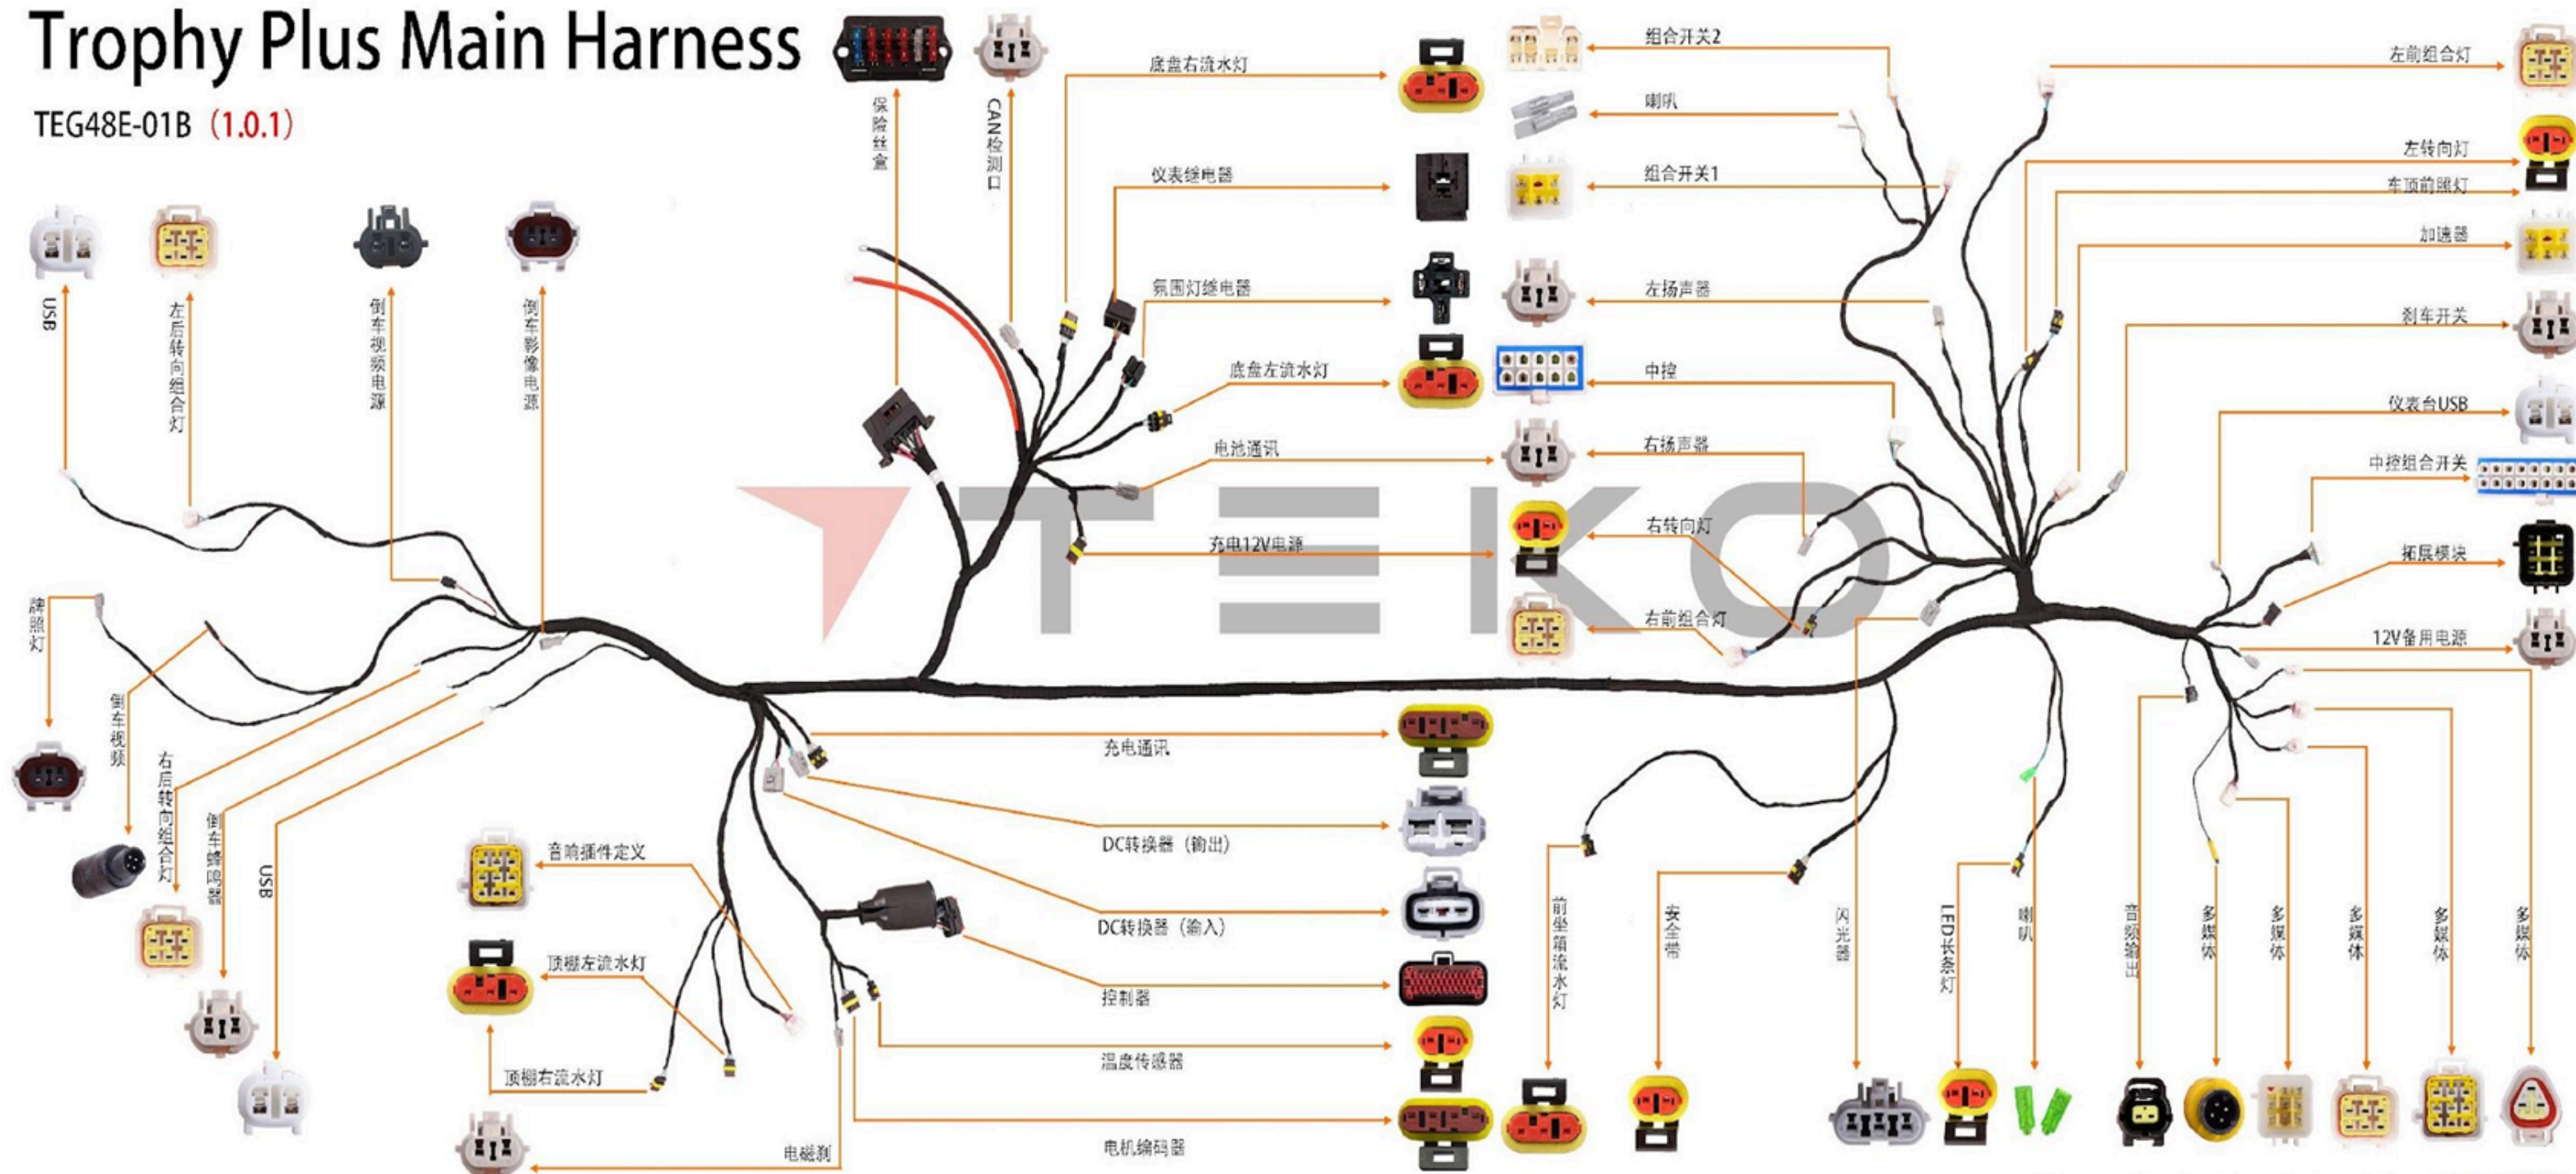 Trophy Plus Main Harness
TEG48E-01B（1.0.1）
保险丝盒
CAN检测口
底盘右流水灯
仪表继电器
氛围灯继电器
底盘左流水灯
电池通讯
充电12V电源
组合开关2
喇叭
组合开关1
左扬声器
中控
右扬声器
右转向灯
右前组合灯
左前组合灯
左转向灯
车顶前照灯
加速器
刹车开关
仪表台USB
中控组合开关
拓展模块
12V备用电源
USB
左后转向组合灯
倒车视频电源
倒车影像电源
TEKO
牌照灯
倒车视频
右后转向组合灯
倒车蜂鸣器
USB
音响插件定义
顶棚左流水灯
顶棚右流水灯
电磁刹
充电通讯
DC转换器（输出）
DC转换器（输入）
控制器
温度传感器
电机编码器
前坐箱流水灯
安全带
闪光器
LED长条灯
喇叭
音频输出
多媒体
多媒体
多媒体
多媒体
多媒体